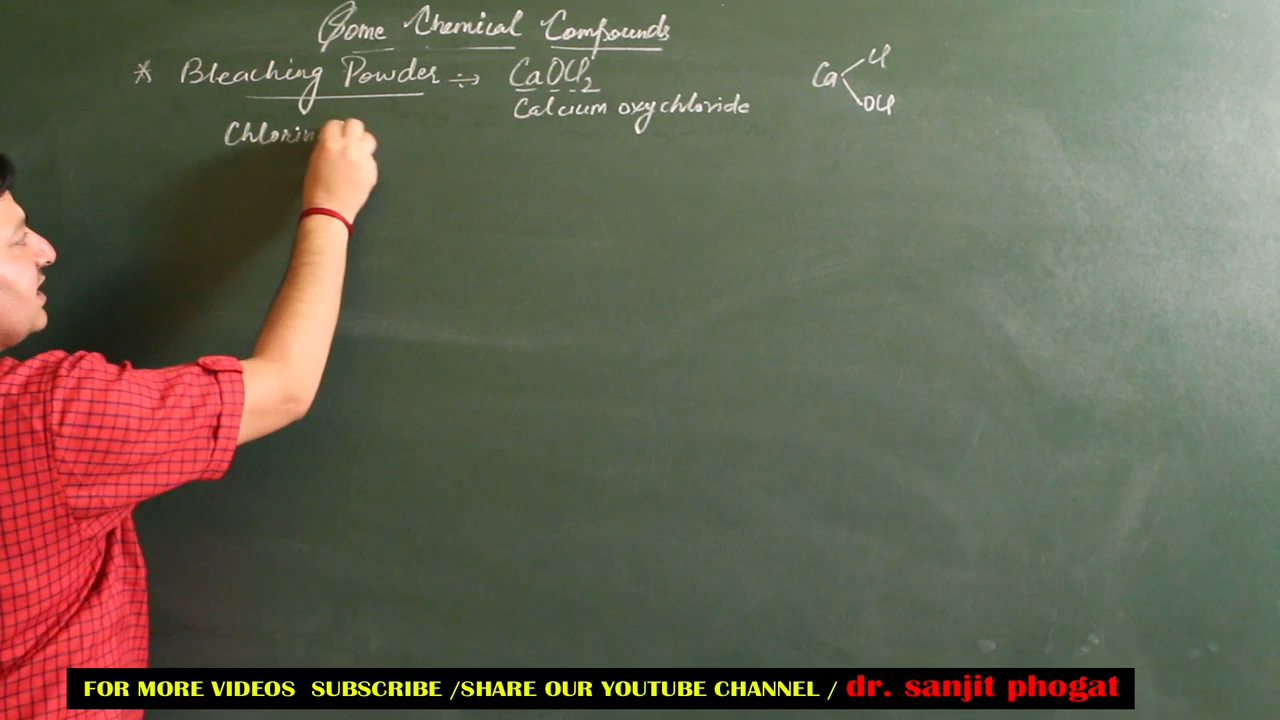 Some Chemical Compounds
* Bleaching Powder ÷→ CaOCl2
Calcium oxychloride
Ca Cl
OCl
Chlorin
FOR MORE VIDEOS SUBSCRIBE /SHARE OUR YOUTUBE CHANNEL / dr. sanjit phogat